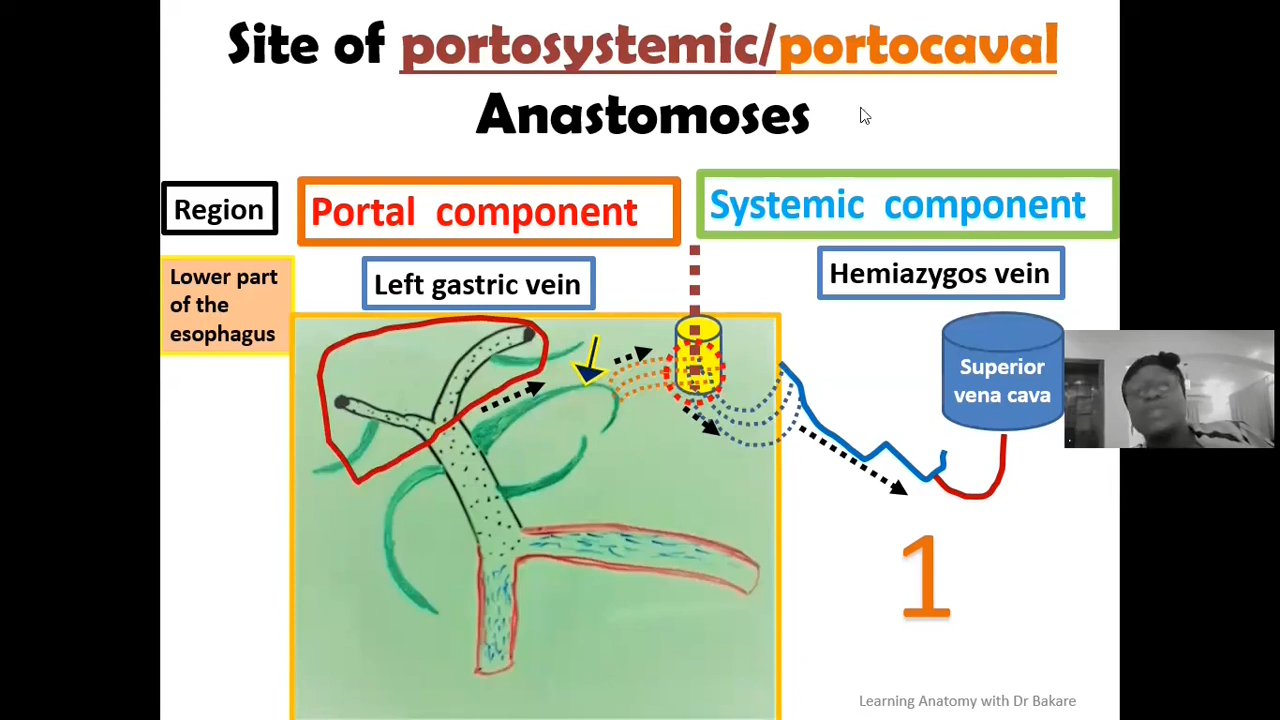 Site of portosystemic/portocaval
Anastomoses
Region
Portal component
Systemic component
Lower part
of the
esophagus
Left gastric vein
Hemiazygos vein
Superior
vena cava
1
Learning Anatomy with Dr Bakare